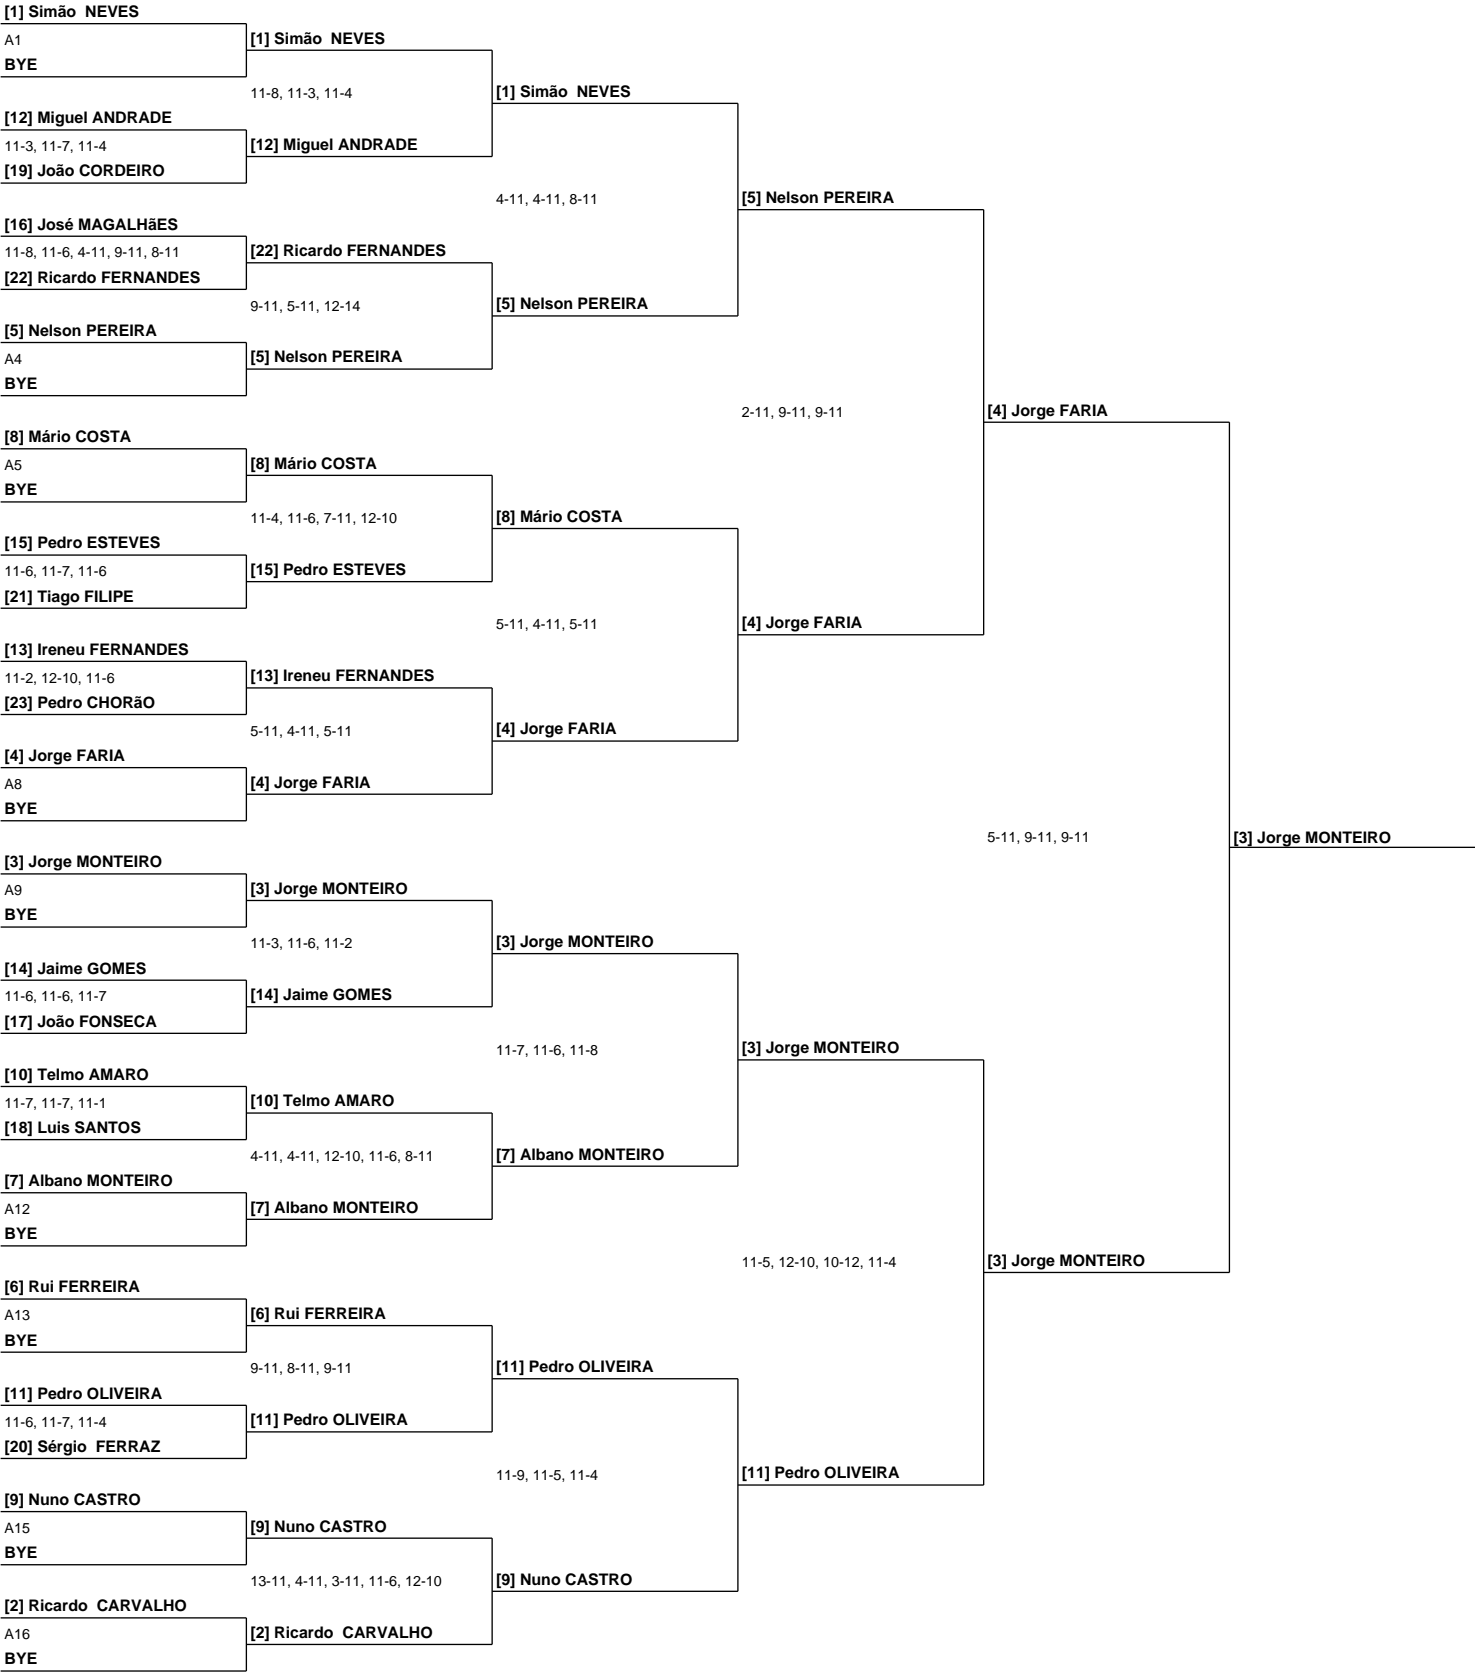 [1] Simão  NEVES
A1
BYE
[12] Miguel ANDRADE
11-3, 11-7, 11-4
[19] João CORDEIRO
[16] José MAGALHãES
11-8, 11-6, 4-11, 9-11, 8-11
[22] Ricardo FERNANDES
[5] Nelson PEREIRA
A4
BYE
[8] Mário COSTA
A5
BYE
[15] Pedro ESTEVES
11-6, 11-7, 11-6
[21] Tiago FILIPE
[13] Ireneu FERNANDES
11-2, 12-10, 11-6
[23] Pedro CHORãO
[4] Jorge FARIA
A8
BYE
[3] Jorge MONTEIRO
A9
BYE
[14] Jaime GOMES
11-6, 11-6, 11-7
[17] João FONSECA
[10] Telmo AMARO
11-7, 11-7, 11-1
[18] Luis SANTOS
[7] Albano MONTEIRO
A12
BYE
[6] Rui FERREIRA
A13
BYE
[11] Pedro OLIVEIRA
11-6, 11-7, 11-4
[20] Sérgio  FERRAZ
[9] Nuno CASTRO
A15
BYE
[2] Ricardo  CARVALHO
A16
BYE
[1] Simão  NEVES
11-8, 11-3, 11-4
[12] Miguel ANDRADE
[22] Ricardo FERNANDES
9-11, 5-11, 12-14
[5] Nelson PEREIRA
[8] Mário COSTA
11-4, 11-6, 7-11, 12-10
[15] Pedro ESTEVES
[13] Ireneu FERNANDES
5-11, 4-11, 5-11
[4] Jorge FARIA
[3] Jorge MONTEIRO
11-3, 11-6, 11-2
[14] Jaime GOMES
[10] Telmo AMARO
4-11, 4-11, 12-10, 11-6, 8-11
[7] Albano MONTEIRO
[6] Rui FERREIRA
9-11, 8-11, 9-11
[11] Pedro OLIVEIRA
[9] Nuno CASTRO
13-11, 4-11, 3-11, 11-6, 12-10
[2] Ricardo  CARVALHO
[1] Simão  NEVES
4-11, 4-11, 8-11
[5] Nelson PEREIRA
[8] Mário COSTA
5-11, 4-11, 5-11
[4] Jorge FARIA
[3] Jorge MONTEIRO
11-7, 11-6, 11-8
[7] Albano MONTEIRO
[11] Pedro OLIVEIRA
11-9, 11-5, 11-4
[9] Nuno CASTRO
[5] Nelson PEREIRA
2-11, 9-11, 9-11
[4] Jorge FARIA
[3] Jorge MONTEIRO
11-5, 12-10, 10-12, 11-4
[11] Pedro OLIVEIRA
[4] Jorge FARIA
5-11, 9-11, 9-11
[3] Jorge MONTEIRO
[3] Jorge MONTEIRO